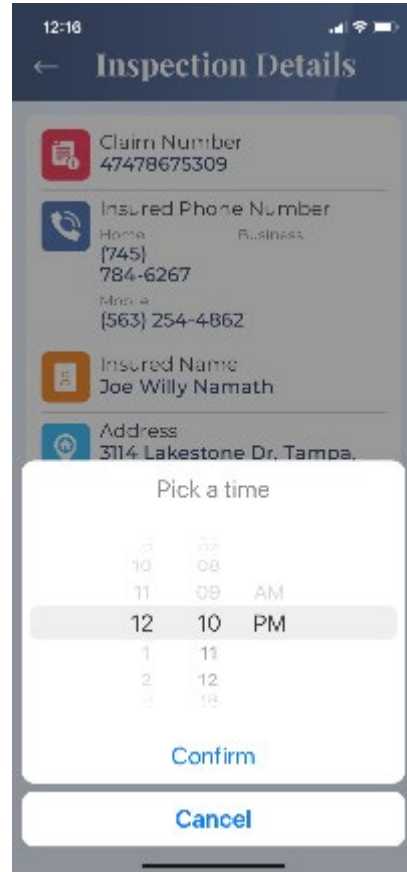 12:16
Inspection Details
Claim Number
47478675309
Insured Phone Number
Home Business
(745)
784-6267
Mobile
(563) 254-4862
Insured Name
Joe Willy Namath
Address
3114 Lakestone Dr, Tampa,
Pick a time
10 08
11 09 AM
12 10 PM
1 11
2 12
Confirm
Cancel